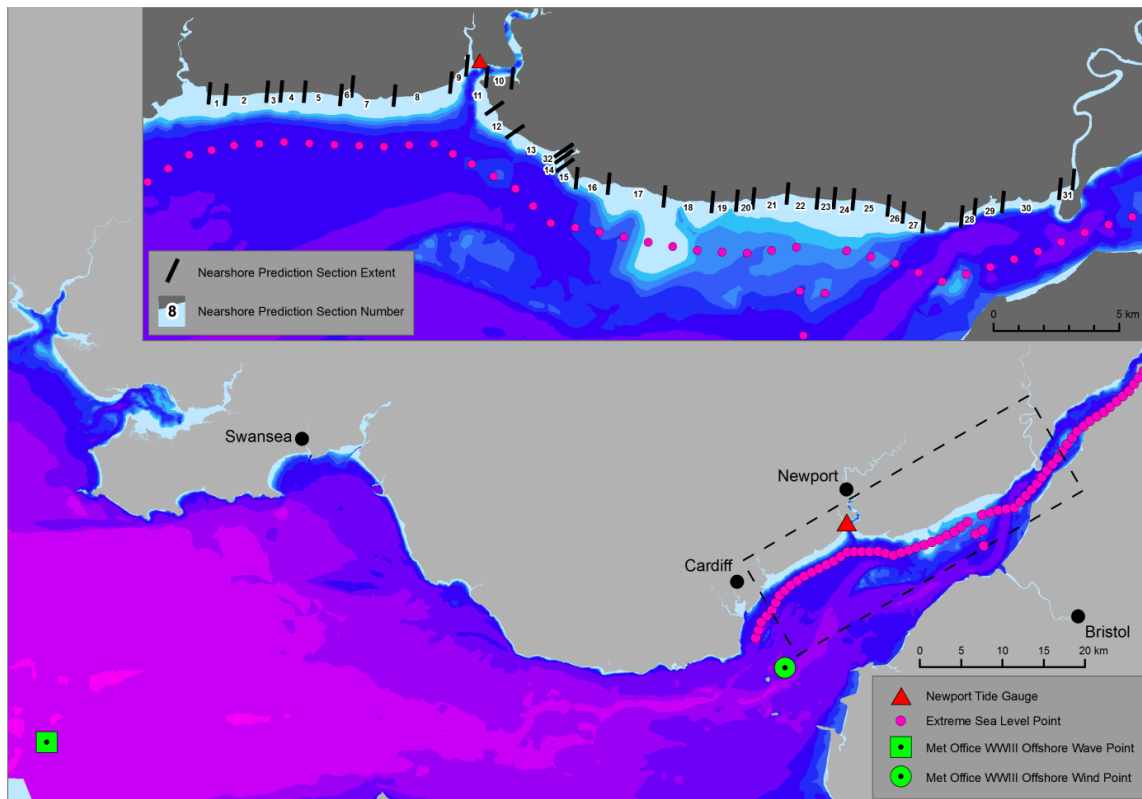 9
10
1
2
3
4
5
6
7
8
11
12
13
32
14
15
16
17
18
19
20
21
22
23
24
25
26
27
28
29
30
31
Nearshore Prediction Section Extent
8 Nearshore Prediction Section Number
0 5 km
Swansea
Newport
Cardiff
Bristol
0 5 10 20 km
Newport Tide Gauge
Extreme Sea Level Point
Met Office WWIII Offshore Wave Point
Met Office WWIII Offshore Wind Point